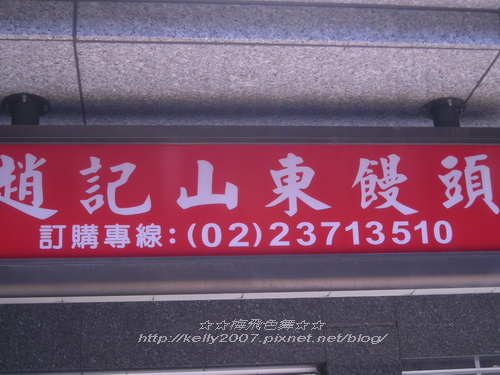 趙記山東饅頭
訂購專線：(02)23713510
☆☆梅飛色舞☆☆
http://kelly2007.pixnet.net/blog/